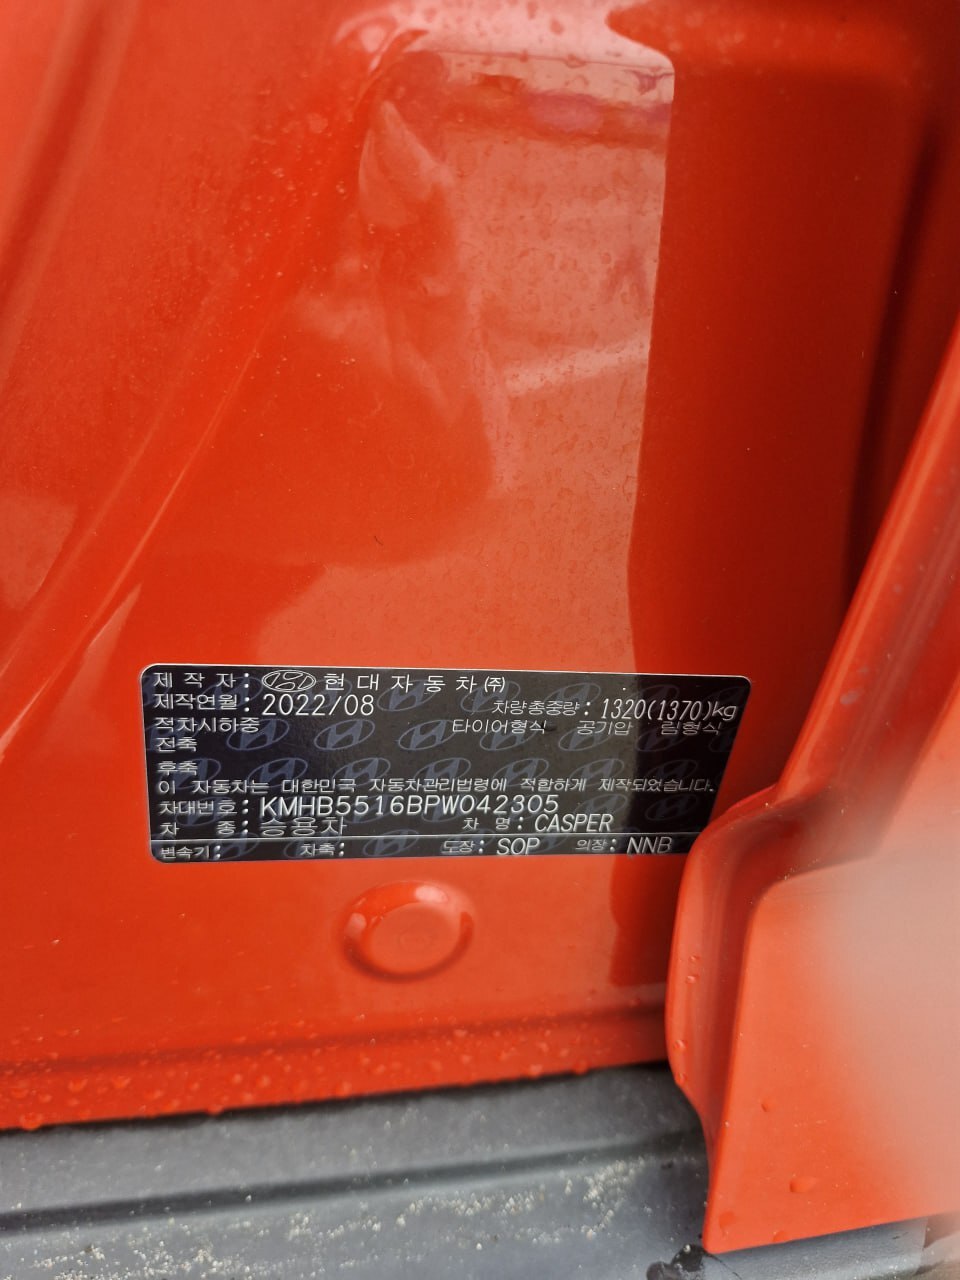 제 작 자 : 현 대 자 동 차 ㈜
제작연월 : 2022/08 차량총중량 : 1320(1370)kg
적차시하중 타이어형식 공기압 림형식
전축
후축
이 자동차는 대한민국 자동차관리법령에 적합하게 제작되었습니다.
차대번호 : KMHB5516BPW042305
차 종 : 승용차 차 명 : CASPER
변속기 : 차축 : 도장 : SOP 의장 : NNB